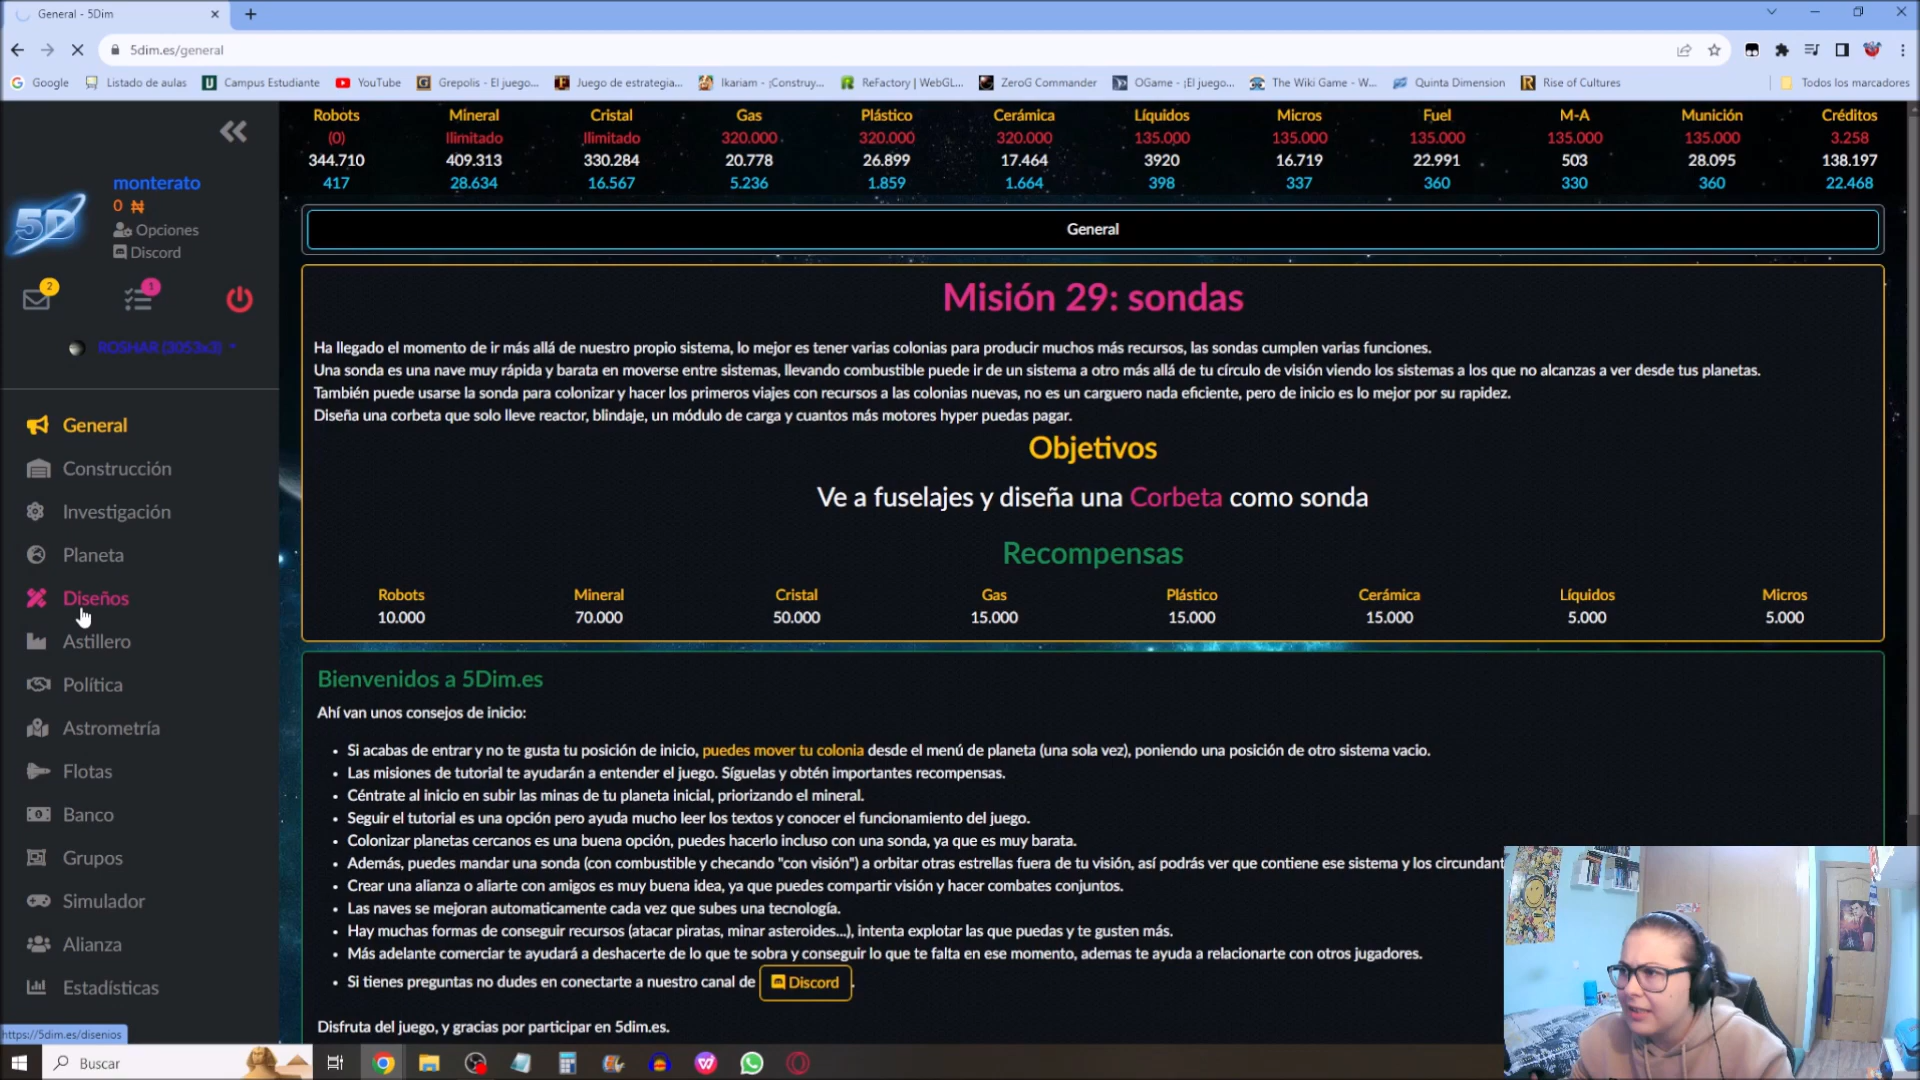 General - 5Dim
5dim.es/general
Google
Listado de aulas
Campus Estudiante
YouTube
Grepolis - El juego...
Juego de estrategia...
Ikariam - ¡Construy...
ReFactory | WebGL...
ZeroG Commander
OGame - ¡El juego...
The Wiki Game - W...
Quinta Dimension
Rise of Cultures
Todos los marcadores
Robots Mineral Cristal Gas Plástico Cerámica Líquidos Micros Fuel M-A Munición Créditos
(0) Ilimitado Ilimitado 320.000 320.000 320.000 135.000 135.000 135.000 135.000 135.000 3.258
344.710 409.313 330.284 20.778 26.899 17.464 3920 16.719 22.991 503 28.095 138.197
417 28.634 16.567 5.236 1.859 1.664 398 337 360 330 360 22.468
5D
monterato
0
Opciones
Discord
2
1
ROSHAR (3053x3)
General
Construcción
Investigación
Planeta
Diseños
Astillero
Política
Astrometría
Flotas
Banco
Grupos
Simulador
Alianza
Estadísticas
General
Misión 29: sondas
Ha llegado el momento de ir más allá de nuestro propio sistema, lo mejor es tener varias colonias para producir muchos más recursos, las sondas cumplen varias funciones.
Una sonda es una nave muy rápida y barata en moverse entre sistemas, llevando combustible puede ir de un sistema a otro más allá de tu círculo de visión viendo los sistemas a los que no alcanzas a ver desde tus planetas.
También puede usarse la sonda para colonizar y hacer los primeros viajes con recursos a las colonias nuevas, no es un carguero nada eficiente, pero de inicio es lo mejor por su rapidez.
Diseña una corbeta que solo lleve reactor, blindaje, un módulo de carga y cuantos más motores hyper puedas pagar.
Objetivos
Ve a fuselajes y diseña una Corbeta como sonda
Recompensas
Robots Mineral Cristal Gas Plástico Cerámica Líquidos Micros
10.000 70.000 50.000 15.000 15.000 15.000 5.000 5.000
Bienvenidos a 5Dim.es
Ahí van unos consejos de inicio:
• Si acabas de entrar y no te gusta tu posición de inicio, puedes mover tu colonia desde el menú de planeta (una sola vez), poniendo una posición de otro sistema vacio.
• Las misiones de tutorial te ayudarán a entender el juego. Síguelas y obtén importantes recompensas.
• Céntrate al inicio en subir las minas de tu planeta inicial, priorizando el mineral.
• Seguir el tutorial es una opción pero ayuda mucho leer los textos y conocer el funcionamiento del juego.
• Colonizar planetas cercanos es una buena opción, puedes hacerlo incluso con una sonda, ya que es muy barata.
• Además, puedes mandar una sonda (con combustible y checando "con visión") a orbitar otras estrellas fuera de tu visión, así podrás ver que contiene ese sistema y los circundant
• Crear una alianza o aliarte con amigos es muy buena idea, ya que puedes compartir visión y hacer combates conjuntos.
• Las naves se mejoran automaticamente cada vez que subes una tecnología.
• Hay muchas formas de conseguir recursos (atacar piratas, minar asteroides...), intenta explotar las que puedas y te gusten más.
• Más adelante comerciar te ayudará a deshacerte de lo que te sobra y conseguir lo que te falta en ese momento, ademas te ayuda a relacionarte con otros jugadores.
• Si tienes preguntas no dudes en conectarte a nuestro canal de Discord.
Disfruta del juego, y gracias por participar en 5dim.es.
https://5dim.es/disenios
Buscar